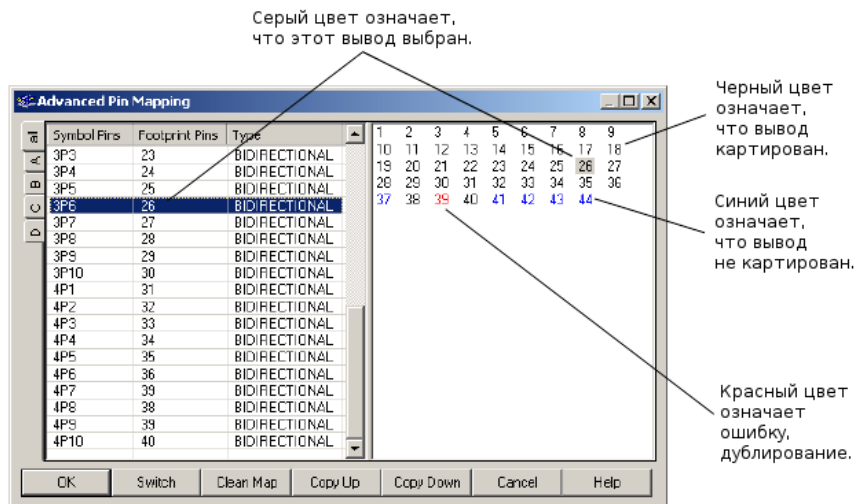 Серый цвет означает,
что этот вывод выбран.
Advanced Pin Mapping
Черный цвет
означает,
что вывод
картирован.
Синий цвет
означает,
что вывод
не картирован.
Красный цвет
означает
ошибку,
дублирование.
all
A
B
C
D
Symbol Pins Footprint Pins Type
3P3 23 BIDIRECTIONAL
3P4 24 BIDIRECTIONAL
3P5 25 BIDIRECTIONAL
3P6 26 BIDIRECTIONAL
3P7 27 BIDIRECTIONAL
3P8 28 BIDIRECTIONAL
3P9 29 BIDIRECTIONAL
3P10 30 BIDIRECTIONAL
4P1 31 BIDIRECTIONAL
4P2 32 BIDIRECTIONAL
4P3 33 BIDIRECTIONAL
4P4 34 BIDIRECTIONAL
4P5 35 BIDIRECTIONAL
4P6 36 BIDIRECTIONAL
4P7 39 BIDIRECTIONAL
4P8 38 BIDIRECTIONAL
4P9 39 BIDIRECTIONAL
4P10 40 BIDIRECTIONAL
1 2 3 4 5 6 7 8 9
10 11 12 13 14 15 16 17 18
19 20 21 22 23 24 25 26 27
28 29 30 31 32 33 34 35 36
37 38 39 40 41 42 43 44
OK Switch Clean Map Copy Up Copy Down Cancel Help